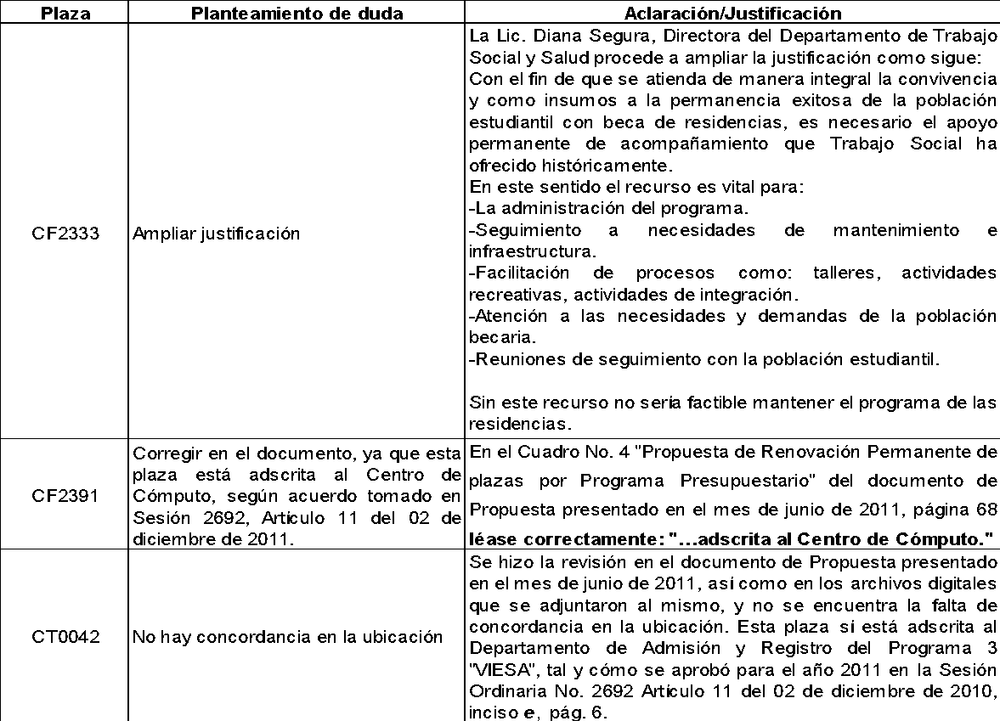 Plaza Planteamiento de duda Aclaración/Justificación
CF2333
Ampliar justificación
La Lic. Diana Segura, Directora del Departamento de Trabajo
Social y Salud procede a ampliar la justificación como sigue:
Con el fin de que se atienda de manera integral la convivencia
y como insumos a la permanencia exitosa de la población
estudiantil con beca de residencias, es necesario el apoyo
permanente de acompañamiento que Trabajo Social ha
ofrecido históricamente.
En este sentido el recurso es vital para:
-La administración del programa.
-Seguimiento a necesidades de mantenimiento e
infraestructura.
-Facilitación de procesos como: talleres, actividades
recreativas, actividades de integración.
-Atención a las necesidades y demandas de la población
becaria.
-Reuniones de seguimiento con la población estudiantil.
Sin este recurso no sería factible mantener el programa de las
residencias.
CF2391
Corregir en el documento, ya que esta
plaza está adscrita al Centro de
Cómputo, según acuerdo tomado en
Sesión 2692, Artículo 11 del 02 de
diciembre de 2011.
En el Cuadro No. 4 "Propuesta de Renovación Permanente de
plazas por Programa Presupuestario" del documento de
Propuesta presentado en el mes de junio de 2011, página 68
léase correctamente: "...adscrita al Centro de Cómputo."
CT0042
No hay concordancia en la ubicación
Se hizo la revisión en el documento de Propuesta presentado
en el mes de junio de 2011, así como en los archivos digitales
que se adjuntaron al mismo, y no se encuentra la falta de
concordancia en la ubicación. Esta plaza sí está adscrita al
Departamento de Admisión y Registro del Programa 3
"VIESA", tal y cómo se aprobó para el año 2011 en la Sesión
Ordinaria No. 2692 Artículo 11 del 02 de diciembre de 2010,
inciso e, pág. 6.